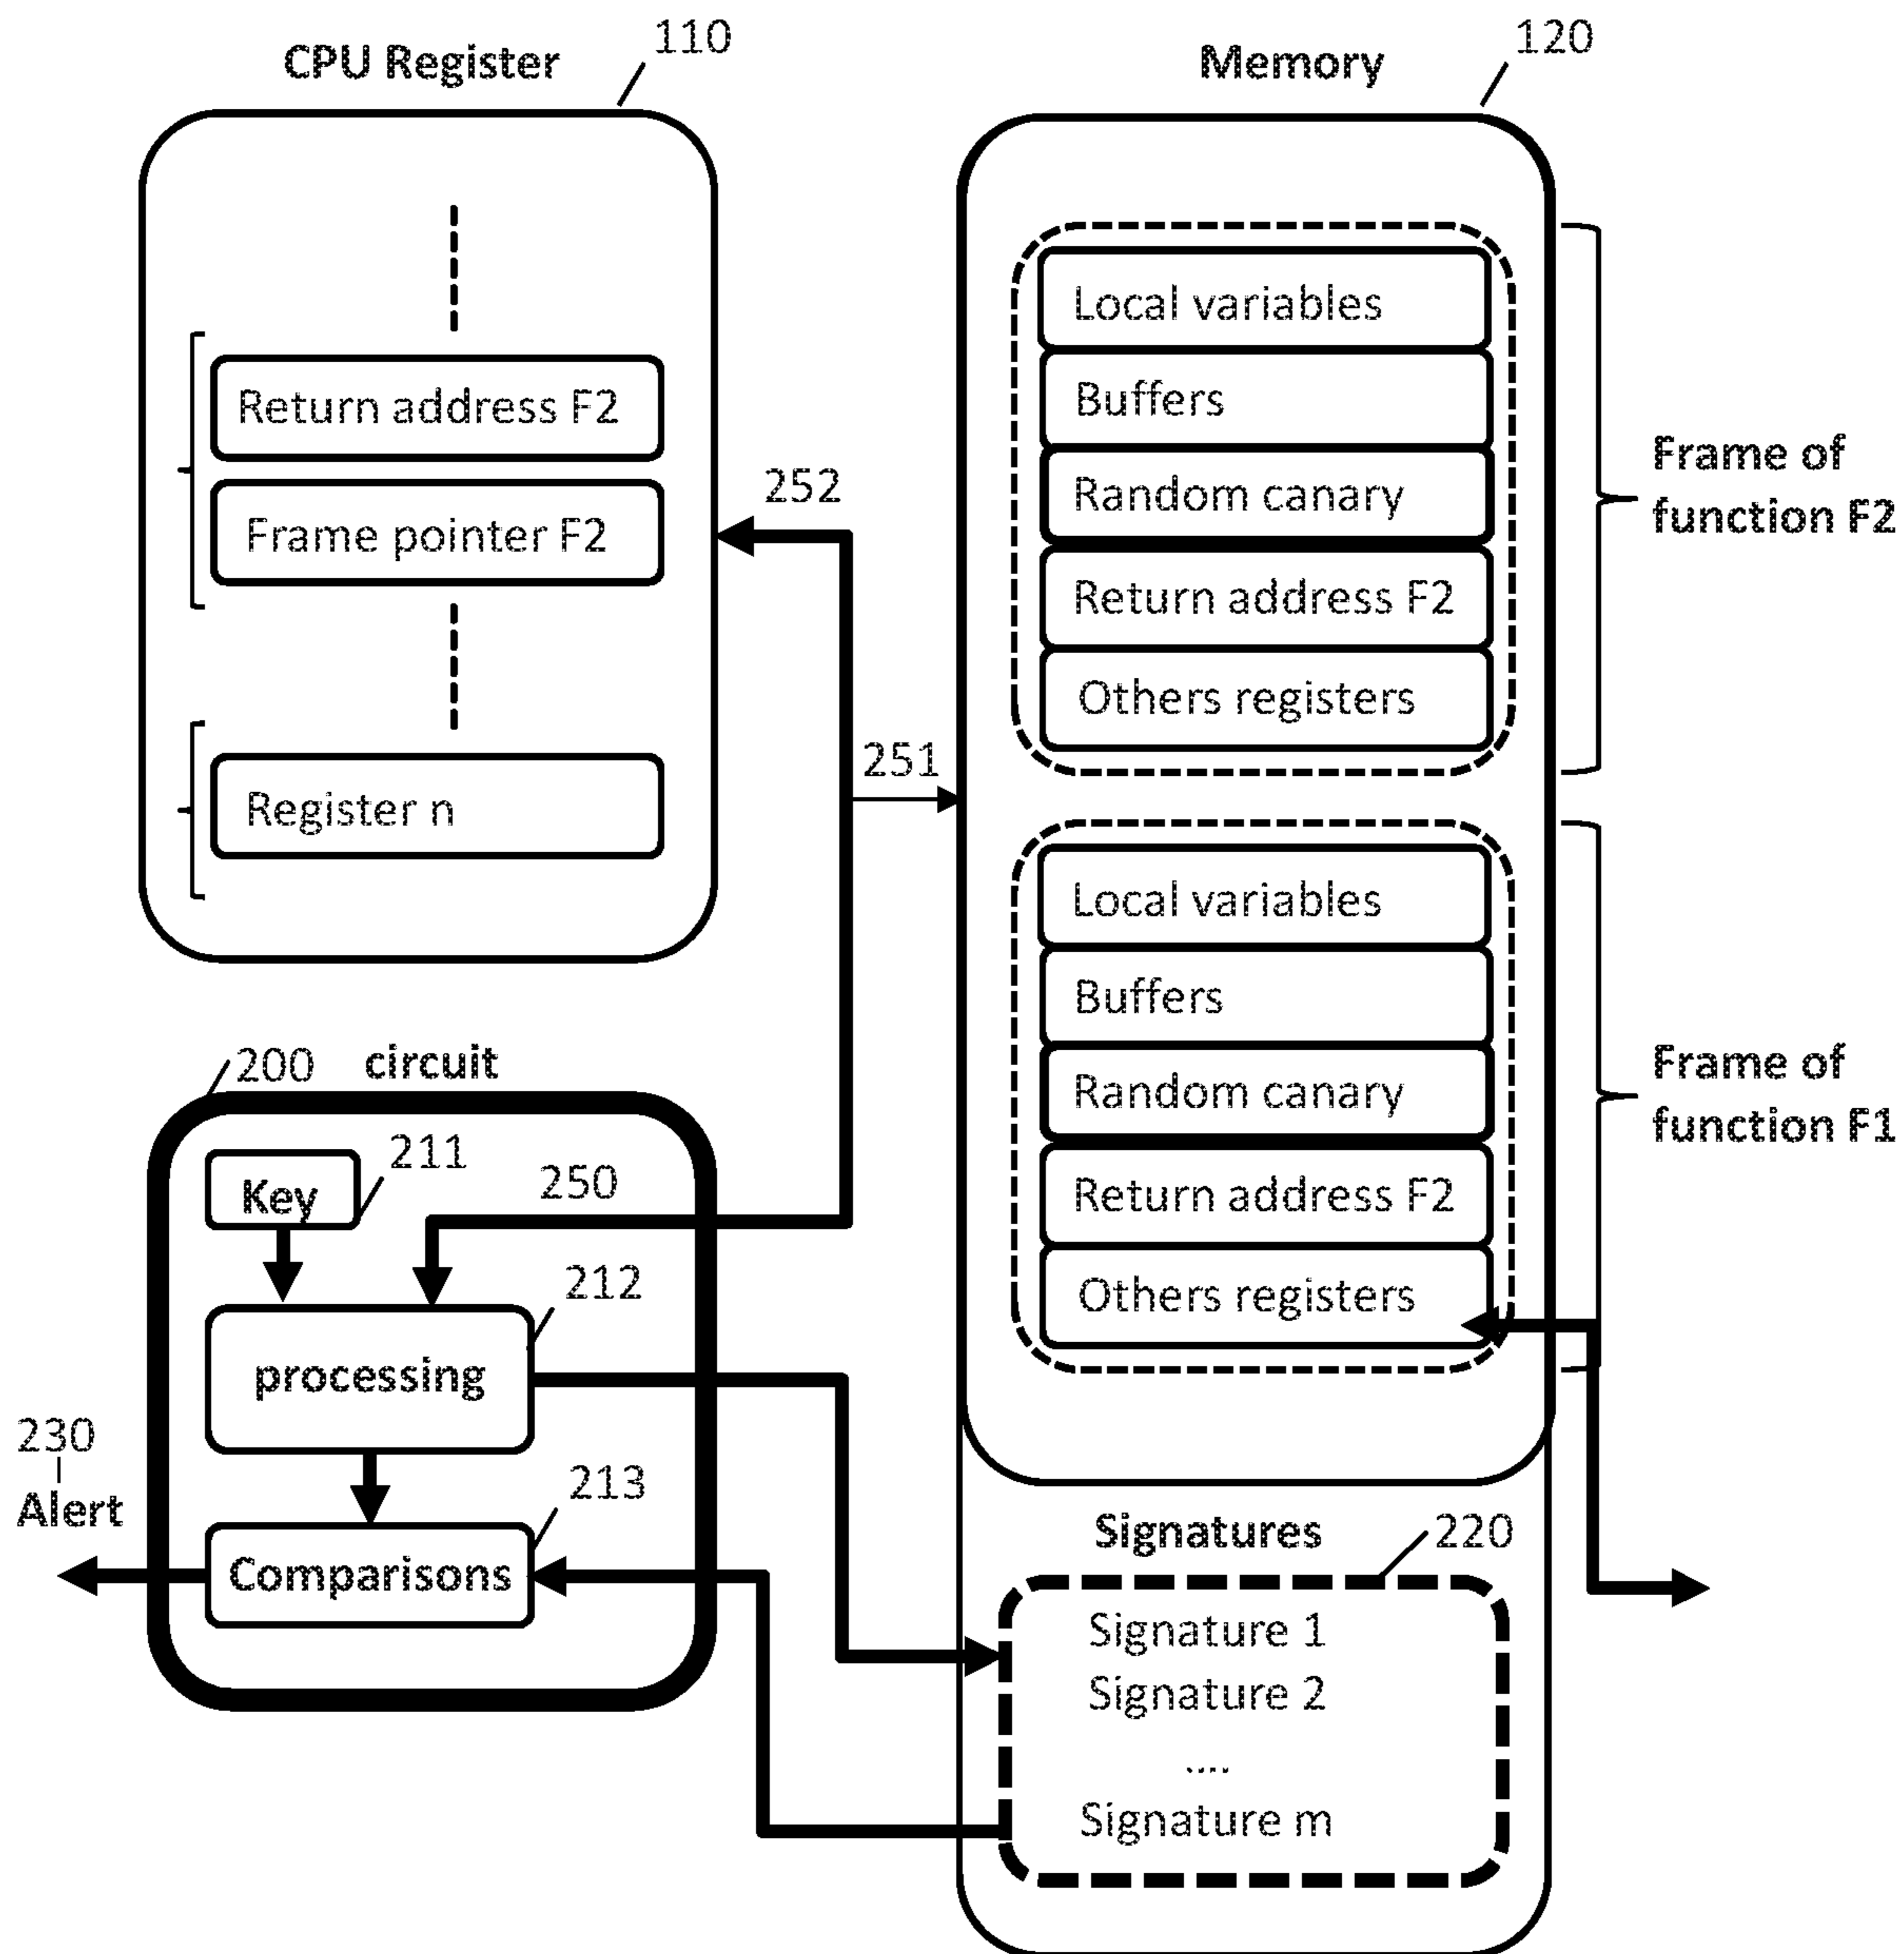 CPU Register
110
Return address F2
Frame pointer F2
Register n
252
251
Memory
120
Local variables
Buffers
Random canary
Return address F2
Others registers
Frame of
function F2
Local variables
Buffers
Random canary
Return address F2
Others registers
Frame of
function F1
200
circuit
Key
211
250
212
processing
213
Comparisons
230
Alert
Signatures
220
Signature 1
Signature 2
....
Signature m